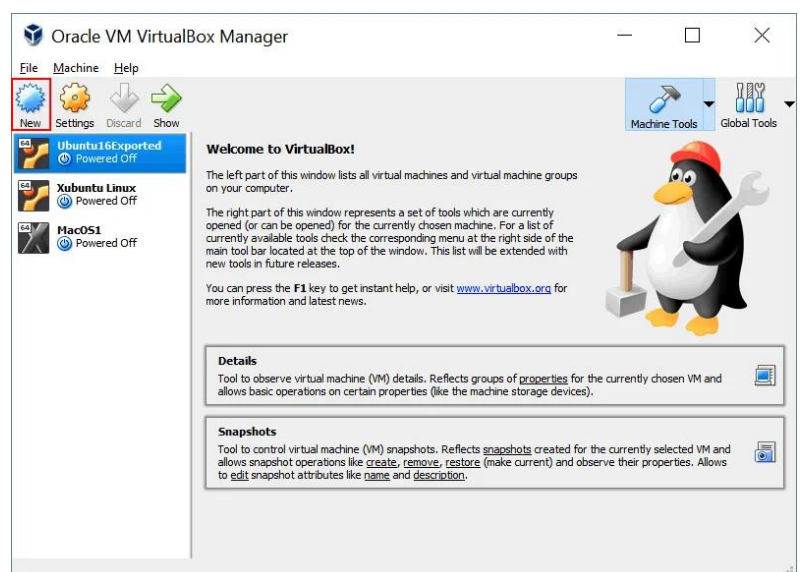 Oracle VM VirtualBox Manager
File Machine Help
New Settings Discard Show
Machine Tools Global Tools
64 Ubuntu16Exported
Powered Off
64 Xubuntu Linux
Powered Off
64 MacOS1
Powered Off
Welcome to VirtualBox!
The left part of this window lists all virtual machines and virtual machine groups
on your computer.
The right part of this window represents a set of tools which are currently
opened (or can be opened) for the currently chosen machine. For a list of
currently available tools check the corresponding menu at the right side of the
main tool bar located at the top of the window. This list will be extended with
new tools in future releases.
You can press the F1 key to get instant help, or visit www.virtualbox.org for
more information and latest news.
Details
Tool to observe virtual machine (VM) details. Reflects groups of properties for the currently chosen VM and
allows basic operations on certain properties (like the machine storage devices).
Snapshots
Tool to control virtual machine (VM) snapshots. Reflects snapshots created for the currently selected VM and
allows snapshot operations like create, remove, restore (make current) and observe their properties. Allows
to edit snapshot attributes like name and description.